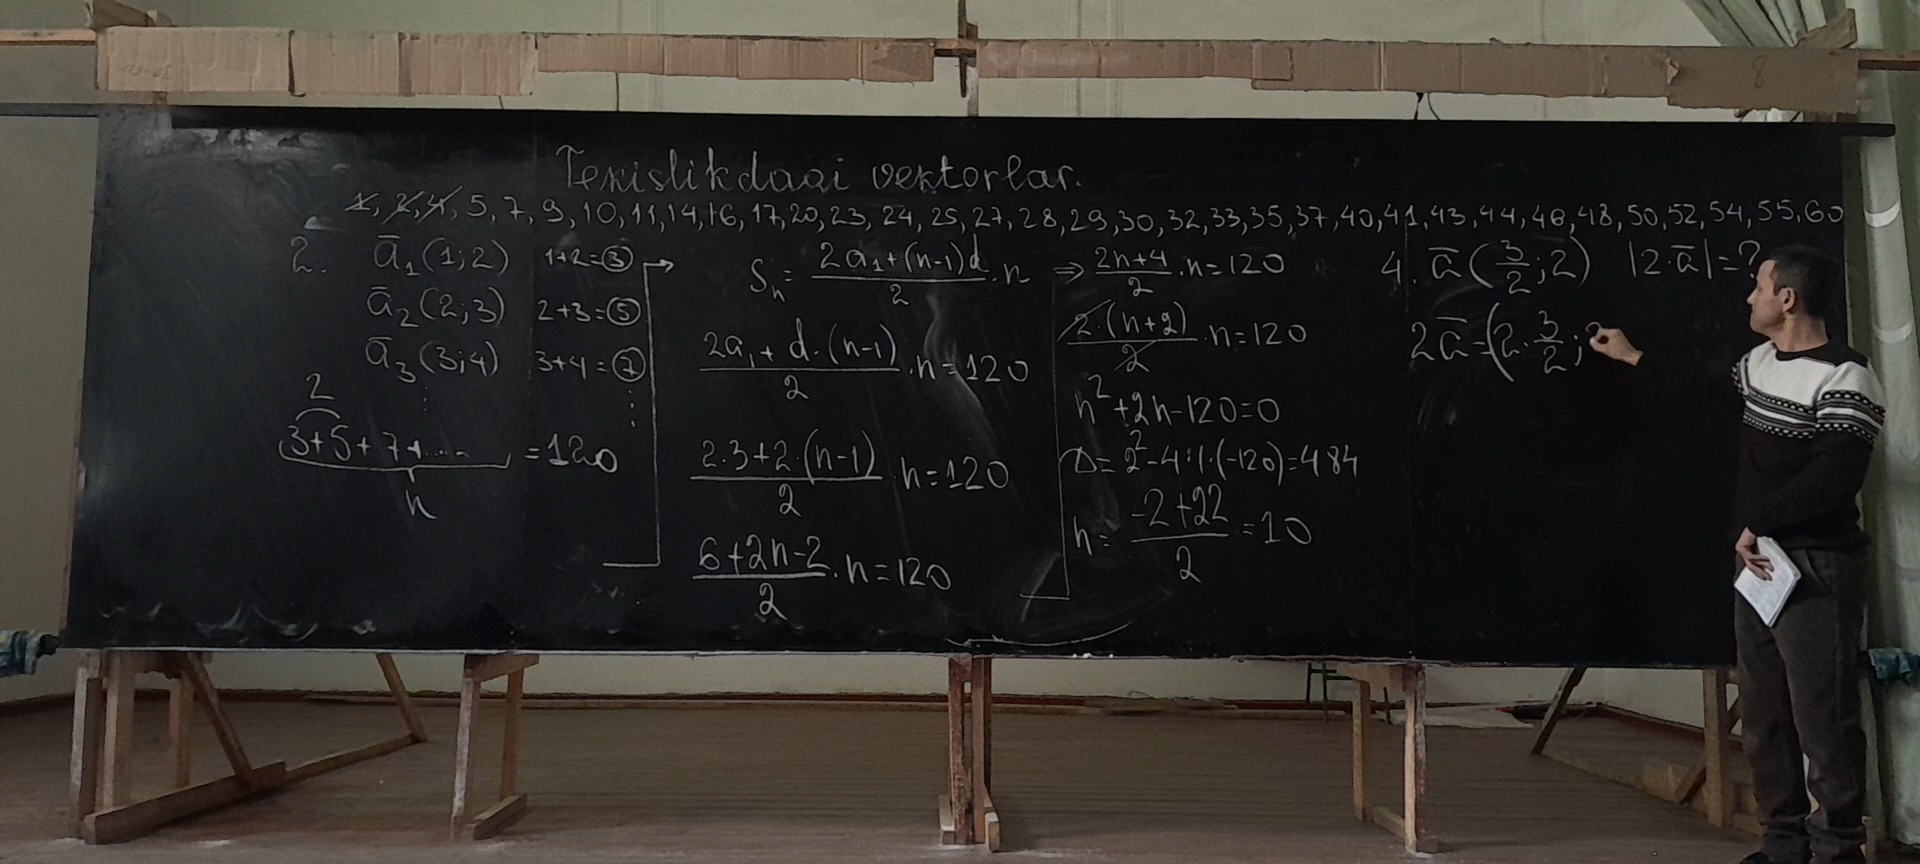 Tekislikdagi vektorlar.
1, 2, 4, 5, 7, 9, 10, 11, 14, 16, 17, 20, 23, 24, 25, 27, 28, 29, 30, 32, 33, 35, 37, 40, 41, 43, 44, 46, 48, 50, 52, 54, 55, 60
2. a̅₁(1;2) 1+2=③
a̅₂(2;3) 2+3=⑤
a̅₃(3;4) 3+4=⑦
2
3+5+7+.... =120
n
Sₙ= (2a₁+(n-1)d)/2 ·n
(2a₁+d·(n-1))/2 ·n=120
(2·3+2·(n-1))/2 ·n=120
(6+2n-2)/2 ·n=120
⇒ (2n+4)/2 ·n=120
(2·(n+2))/2 ·n=120
n²+2n-120=0
D=2²-4·1·(-120)=484
n= (-2+22)/2 =10
4. a̅(3/2;2) |2·a̅|=?
2a̅=(2·3/2;
8